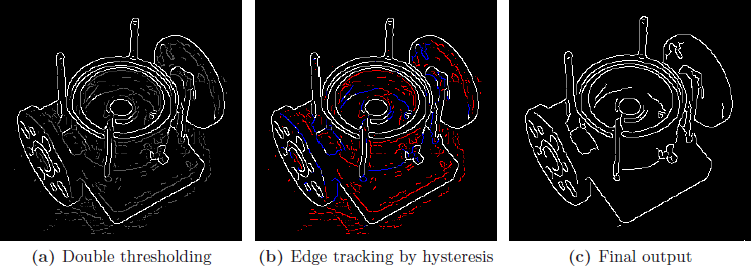 (a) Double thresholding
(b) Edge tracking by hysteresis
(c) Final output